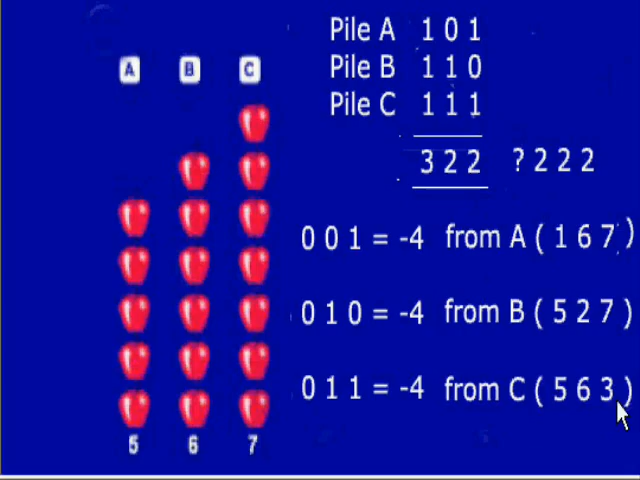 Pile A 1 0 1
Pile B 1 1 0
Pile C 1 1 1
3 2 2 ? 2 2 2
A B C
0 0 1 = -4 from A ( 1 6 7 )
0 1 0 = -4 from B ( 5 2 7 )
0 1 1 = -4 from C ( 5 6 3 )
5 6 7